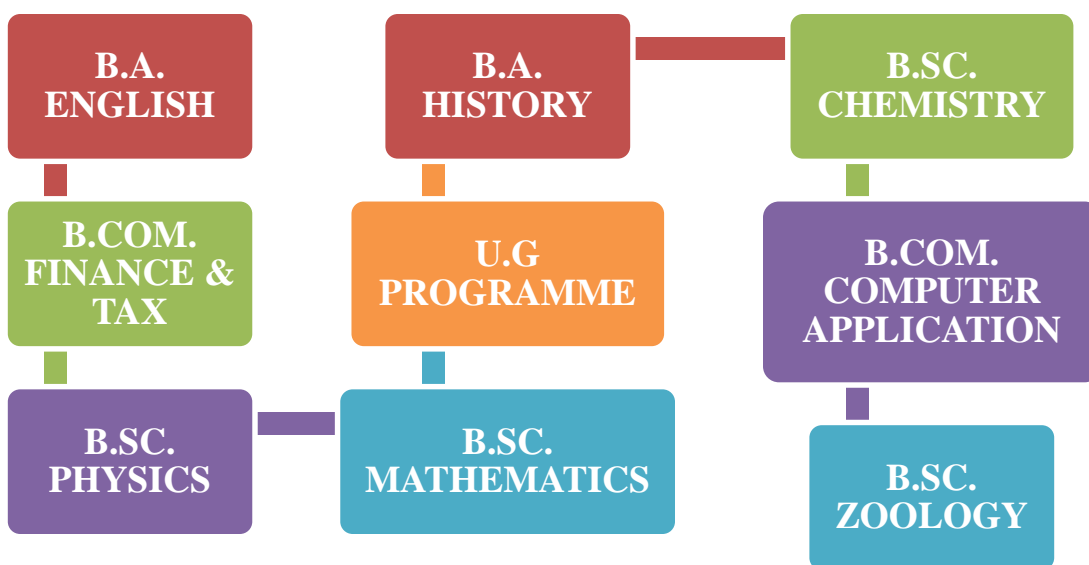 B.A.
ENGLISH
B.COM.
FINANCE &
TAX
B.SC.
PHYSICS
B.SC.
MATHEMATICS
U.G
PROGRAMME
B.A.
HISTORY
B.SC.
CHEMISTRY
B.COM.
COMPUTER
APPLICATION
B.SC.
ZOOLOGY